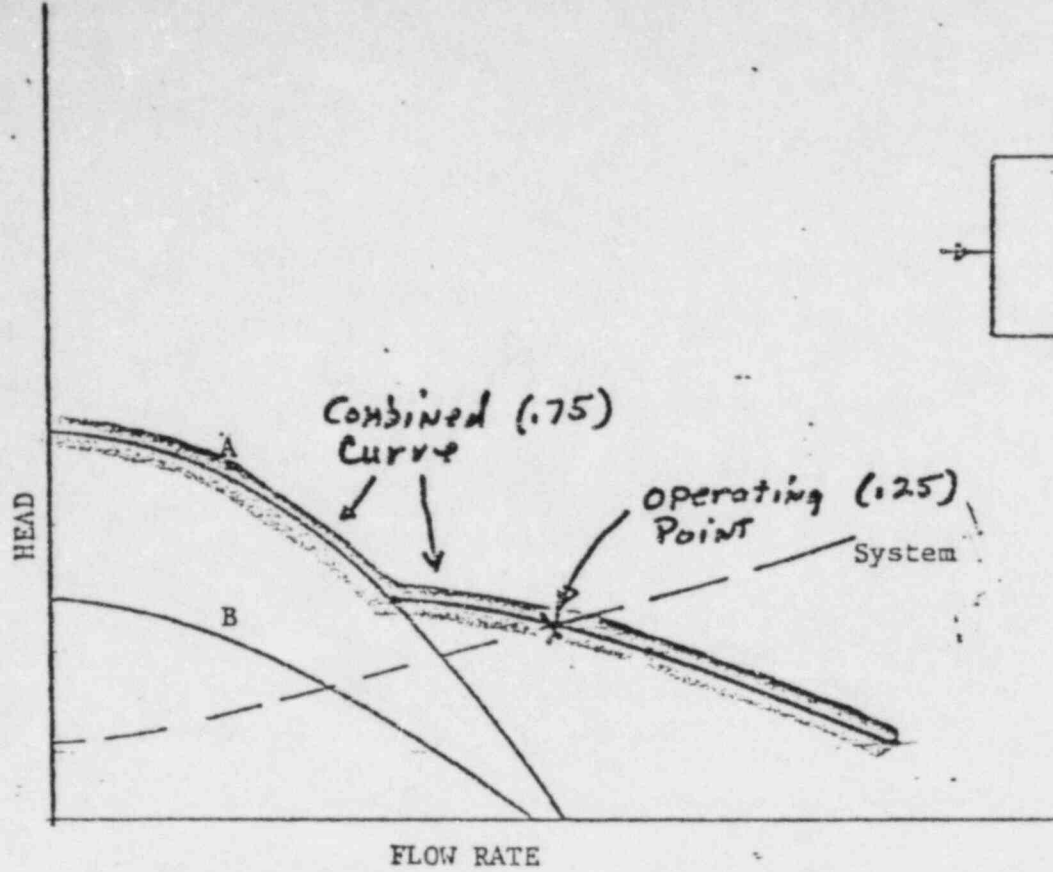 Combined (.75)
Curve
A
operating (.25)
Point
System
HEAD
B
FLOW RATE